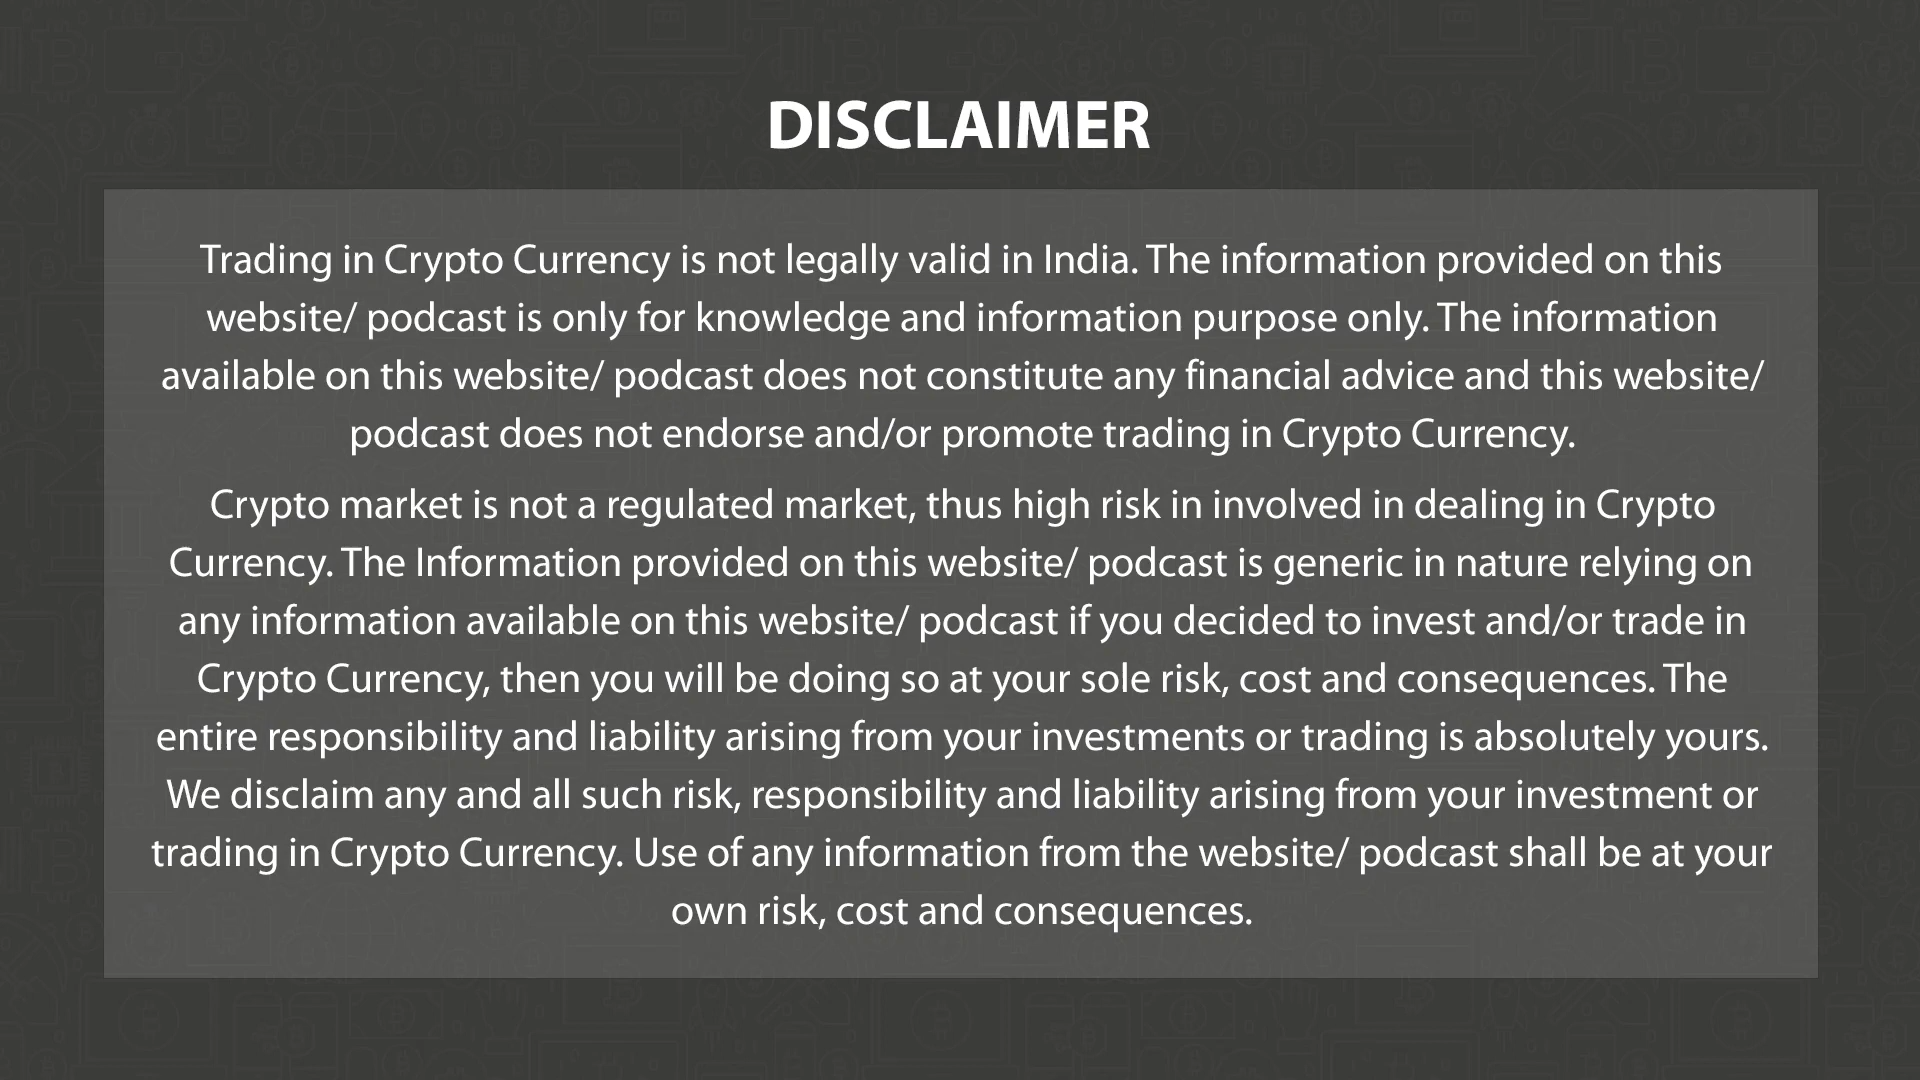 DISCLAIMER
Trading in Crypto Currency is not legally valid in India. The information provided on this
website/ podcast is only for knowledge and information purpose only. The information
available on this website/ podcast does not constitute any financial advice and this website/
podcast does not endorse and/or promote trading in Crypto Currency.
Crypto market is not a regulated market, thus high risk in involved in dealing in Crypto
Currency. The Information provided on this website/ podcast is generic in nature relying on
any information available on this website/ podcast if you decided to invest and/or trade in
Crypto Currency, then you will be doing so at your sole risk, cost and consequences. The
entire responsibility and liability arising from your investments or trading is absolutely yours.
We disclaim any and all such risk, responsibility and liability arising from your investment or
trading in Crypto Currency. Use of any information from the website/ podcast shall be at your
own risk, cost and consequences.